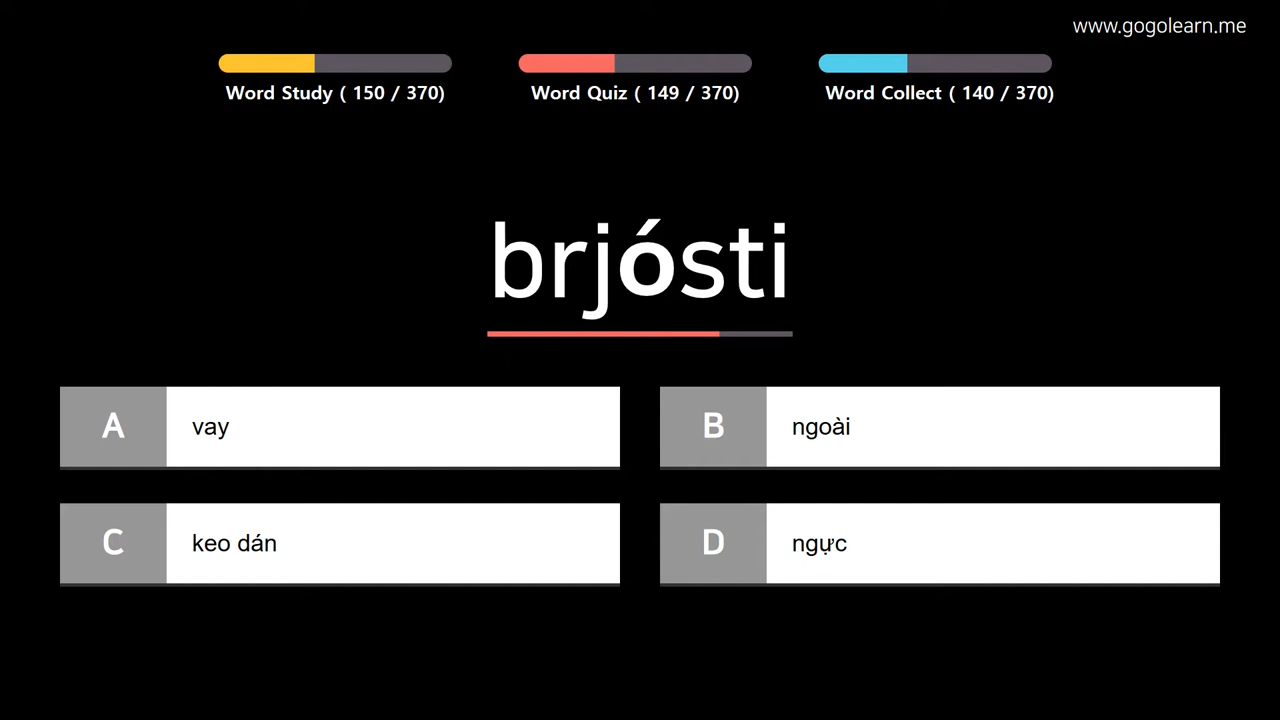 www.gogolearn.me
Word Study ( 150 / 370)
Word Quiz ( 149 / 370)
Word Collect ( 140 / 370)
brjósti
A vay
B ngoài
C keo dán
D ngực